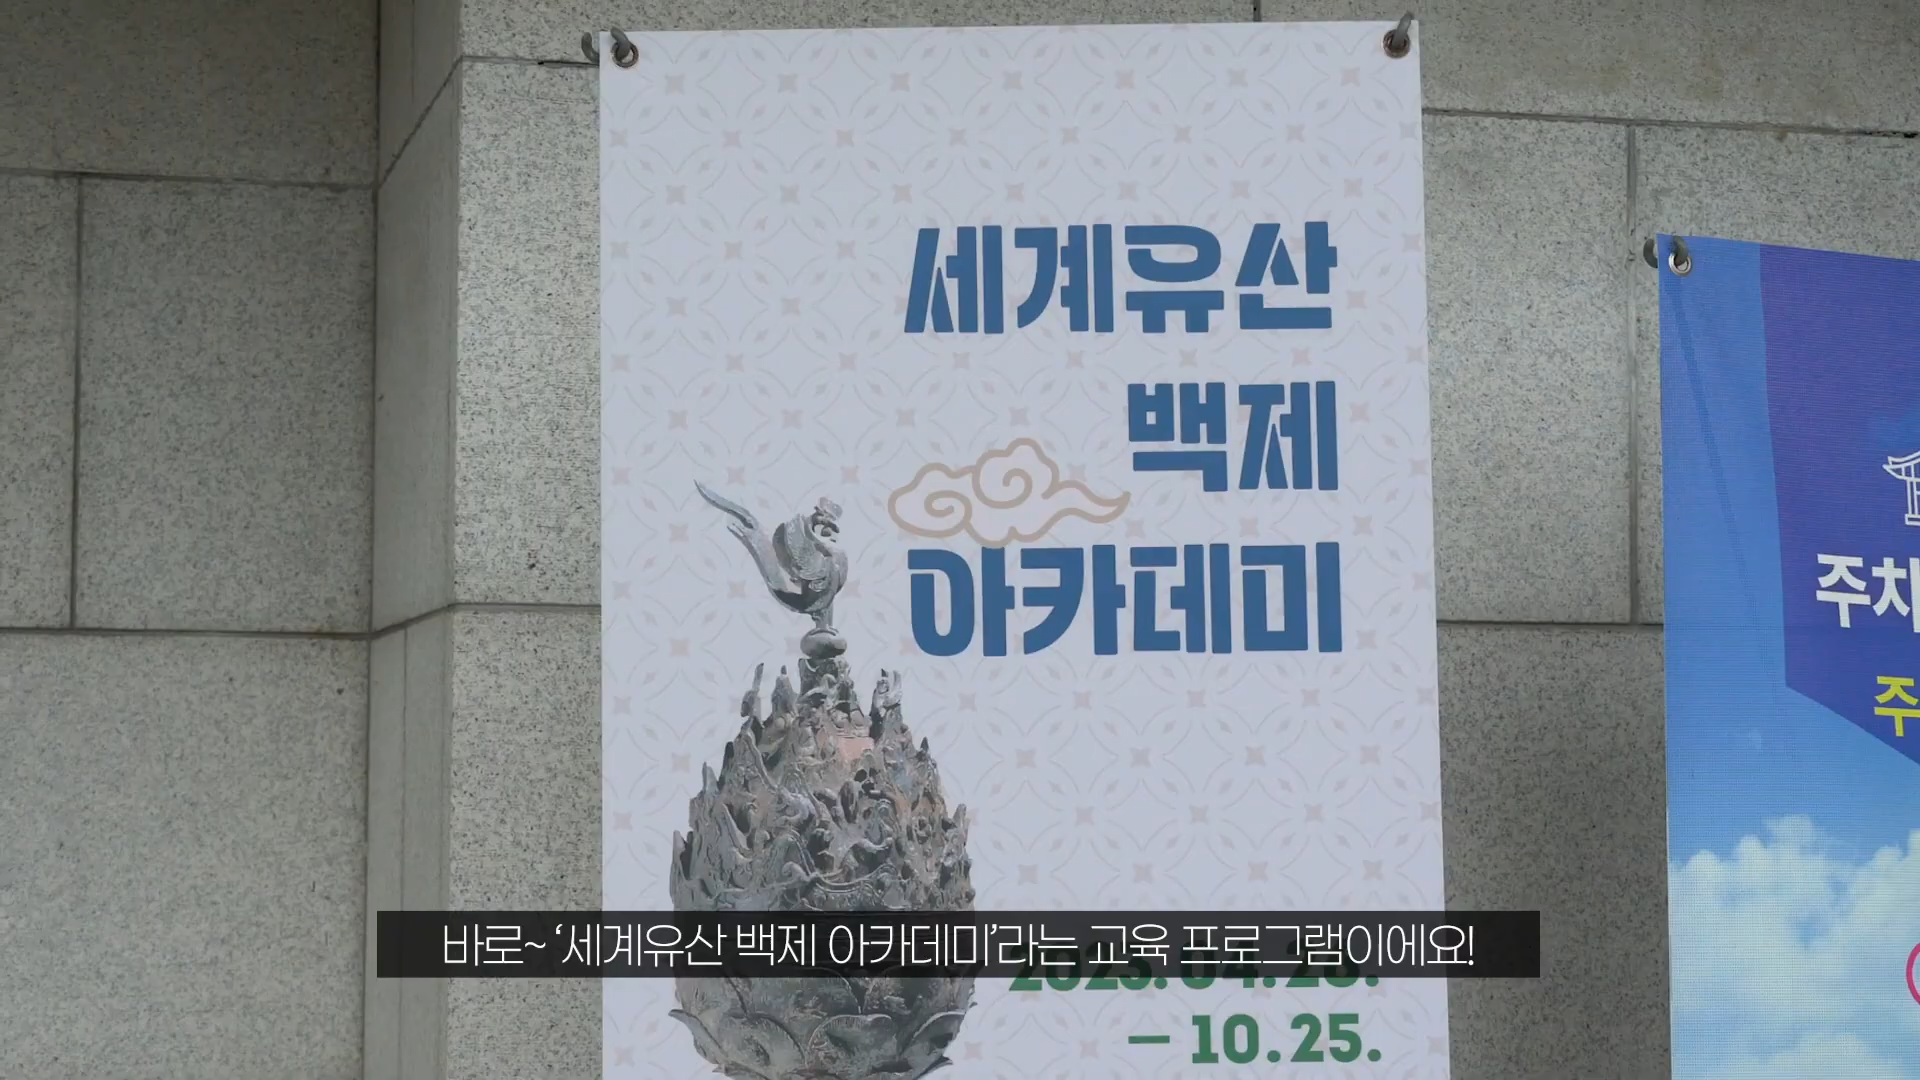 세계유산
백제
아카데미
바로~ '세계유산 백제 아카데미'라는 교육 프로그램이에요!
– 10.25.
주차
주